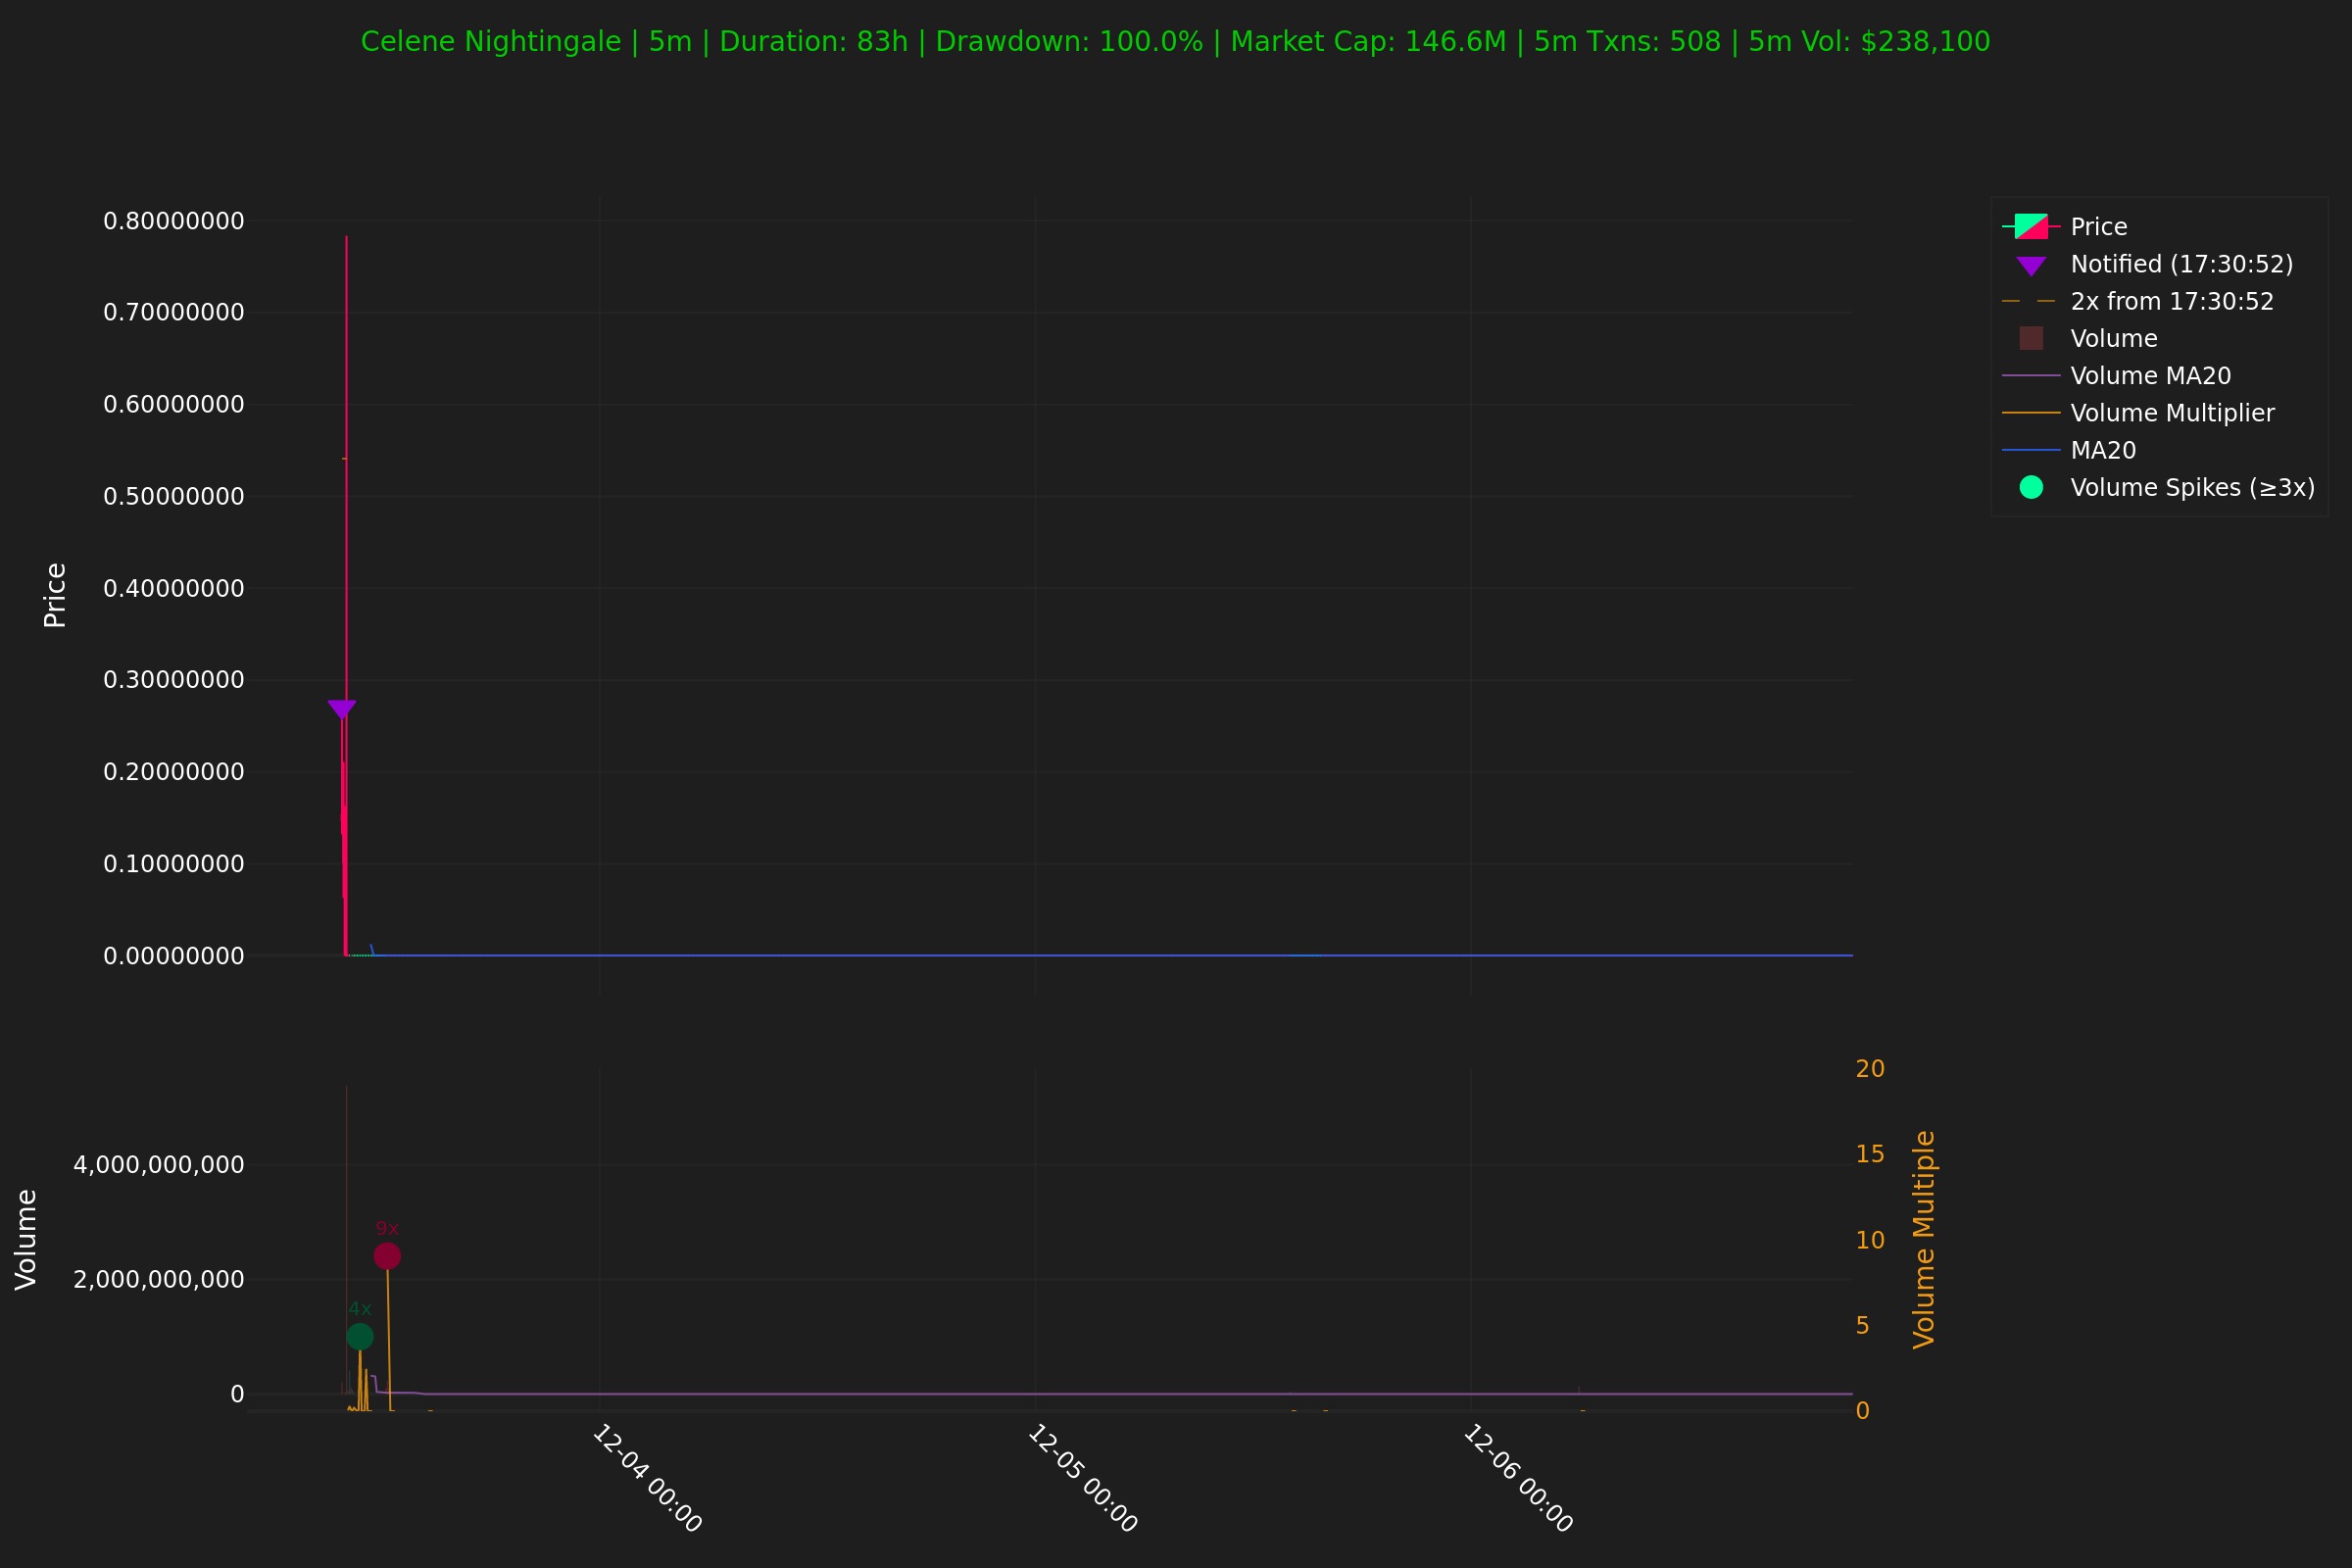 Celene Nightingale | 5m | Duration: 83h | Drawdown: 100.0% | Market Cap: 146.6M | 5m Txns: 508 | 5m Vol: $238,100
Price
0.80000000
0.70000000
0.60000000
0.50000000
0.40000000
0.30000000
0.20000000
0.10000000
0.00000000
Price
Notified (17:30:52)
2x from 17:30:52
Volume
Volume MA20
Volume Multiplier
MA20
Volume Spikes (≥3x)
Volume
4,000,000,000
2,000,000,000
0
9x
4x
20
15
10
5
0
Volume Multiple
12-04 00:00
12-05 00:00
12-06 00:00